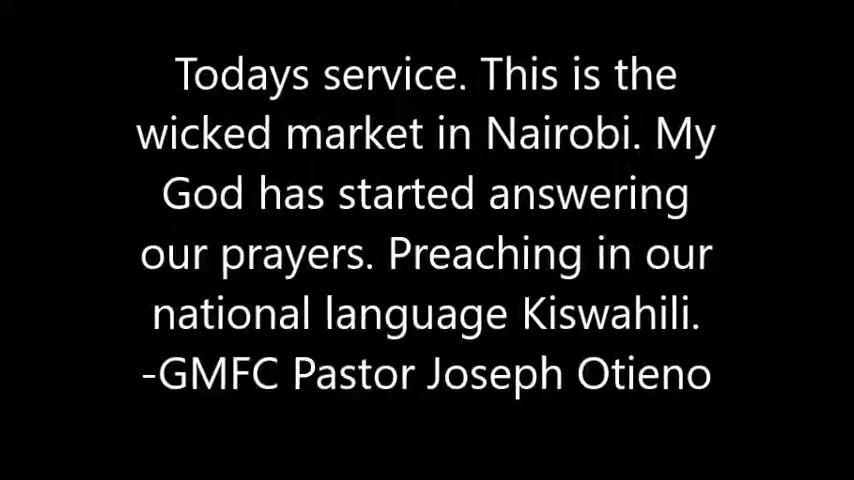 Todays service. This is the
wicked market in Nairobi. My
God has started answering
our prayers. Preaching in our
national language Kiswahili.
-GMFC Pastor Joseph Otieno